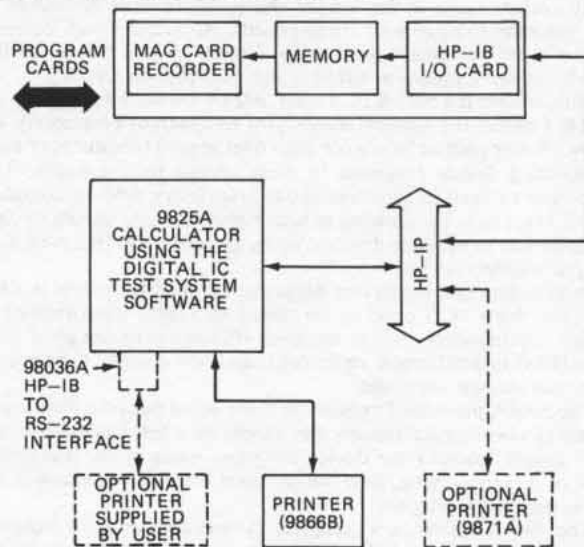 PROGRAM
CARDS
MAG CARD
RECORDER
MEMORY
HP-IB
I/O CARD
9825A
CALCULATOR
USING THE
DIGITAL IC
TEST SYSTEM
SOFTWARE
HP-IP
98036A
HP-IB
TO
RS-232
INTERFACE
OPTIONAL
PRINTER
SUPPLIED
BY USER
PRINTER
(9866B)
OPTIONAL
PRINTER
(9871A)